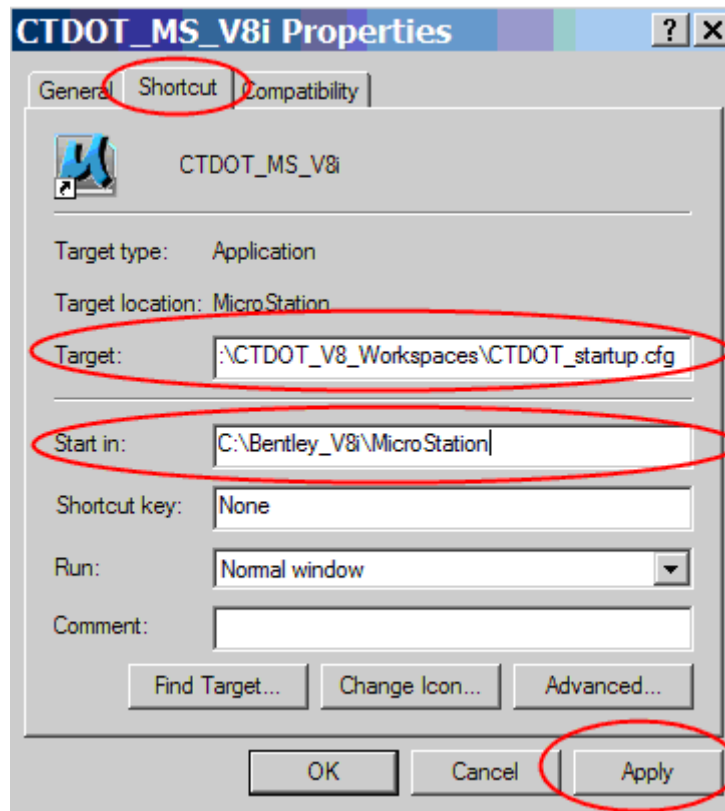 CTDOT_MS_V8i Properties ? X
General Shortcut Compatibility
CTDOT_MS_V8i
Target type: Application
Target location: MicroStation
Target: :\CTDOT_V8_Workspaces\CTDOT_startup.cfg
Start in: C:\Bentley_V8i\MicroStation
Shortcut key: None
Run: Normal window
Comment:
Find Target... Change Icon... Advanced...
OK Cancel Apply